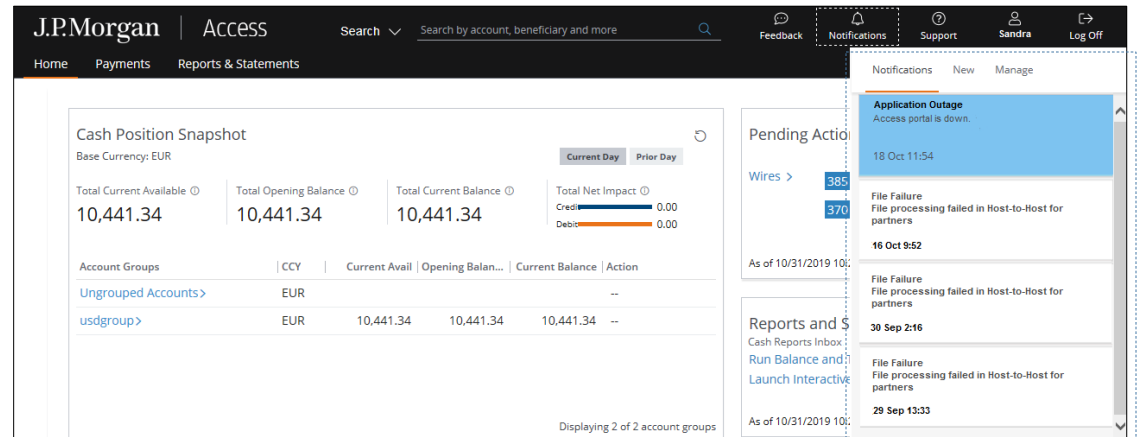 J.P.Morgan | Access
Search
Search by account, beneficiary and more
Feedback
Notifications
Support
Sandra
Log Off
Home
Payments
Reports & Statements
Cash Position Snapshot
Base Currency: EUR
Current Day
Prior Day
Total Current Available
10,441.34
Total Opening Balance
10,441.34
Total Current Balance
10,441.34
Total Net Impact
Credit 0.00
Debit 0.00
Account Groups CCY Current Avail Opening Balan... Current Balance Action
Ungrouped Accounts> EUR --
usdgroup> EUR 10,441.34 10,441.34 10,441.34 --
Displaying 2 of 2 account groups
Pending Actio
Wires >
385
370
As of 10/31/2019 10:2
Reports and S
Cash Reports Inbox
Run Balance and T
Launch Interactive
As of 10/31/2019 10:2
Notifications
New
Manage
Application Outage
Access portal is down.
18 Oct 11:54
File Failure
File processing failed in Host-to-Host for
partners
16 Oct 9:52
File Failure
File processing failed in Host-to-Host for
partners
30 Sep 2:16
File Failure
File processing failed in Host-to-Host for
partners
29 Sep 13:33